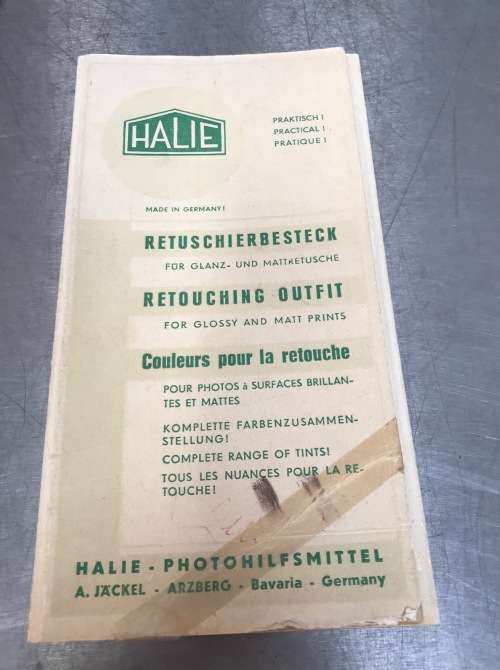 HALIE
PRAKTISCH!
PRACTICAL!
PRATIQUE!
MADE IN GERMANY!
RETUSCHIERBESTECK
FÜR GLANZ- UND MATTRETUSCHE
RETOUCHING OUTFIT
FOR GLOSSY AND MATT PRINTS
Couleurs pour la retouche
POUR PHOTOS à SURFACES BRILLAN-
TES ET MATTES
KOMPLETTE FARBENZUSAMMEN-
STELLUNG!
COMPLETE RANGE OF TINTS!
TOUS LES NUANCES POUR LA RE-
TOUCHE!
HALIE - PHOTOHILFSMITTEL
A. JÄCKEL - ARZBERG - Bavaria - Germany